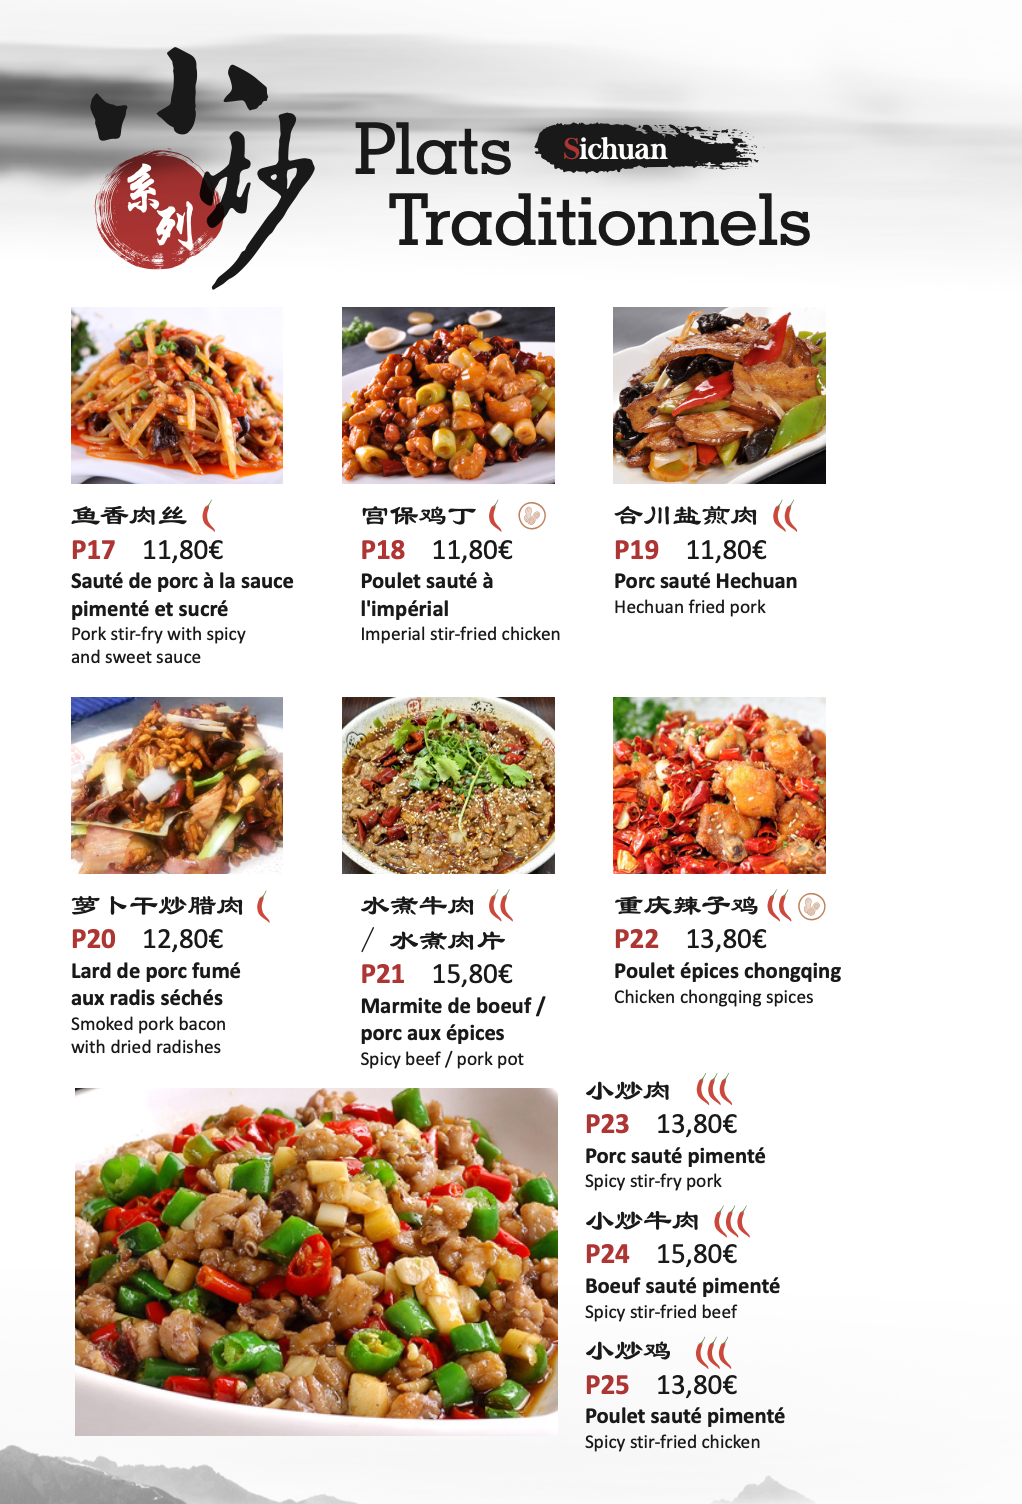 小炒
系列
Plats Sichuan
Traditionnels
鱼香肉丝
P17 11,80€
Sauté de porc à la sauce
pimenté et sucré
Pork stir-fry with spicy
and sweet sauce
宫保鸡丁
P18 11,80€
Poulet sauté à
l'impérial
Imperial stir-fried chicken
合川盐煎肉
P19 11,80€
Porc sauté Hechuan
Hechuan fried pork
萝卜干炒腊肉
P20 12,80€
Lard de porc fumé
aux radis séchés
Smoked pork bacon
with dried radishes
水煮牛肉
/ 水煮肉片
P21 15,80€
Marmite de boeuf /
porc aux épices
Spicy beef / pork pot
重庆辣子鸡
P22 13,80€
Poulet épices chongqing
Chicken chongqing spices
小炒肉
P23 13,80€
Porc sauté pimenté
Spicy stir-fry pork
小炒牛肉
P24 15,80€
Boeuf sauté pimenté
Spicy stir-fried beef
小炒鸡
P25 13,80€
Poulet sauté pimenté
Spicy stir-fried chicken